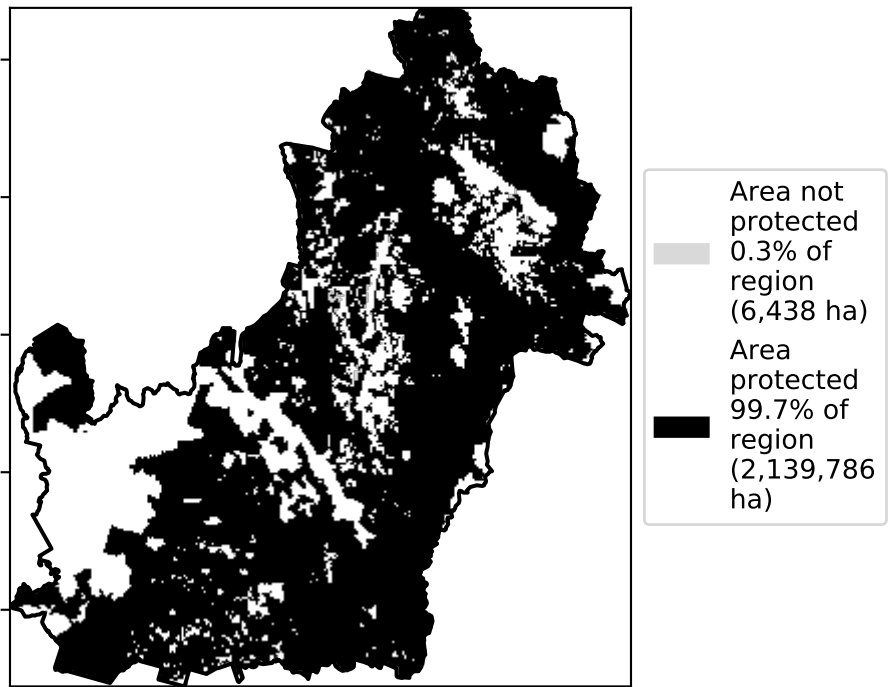 Area not
protected
0.3% of
region
(6,438 ha)
Area
protected
99.7% of
region
(2,139,786
ha)